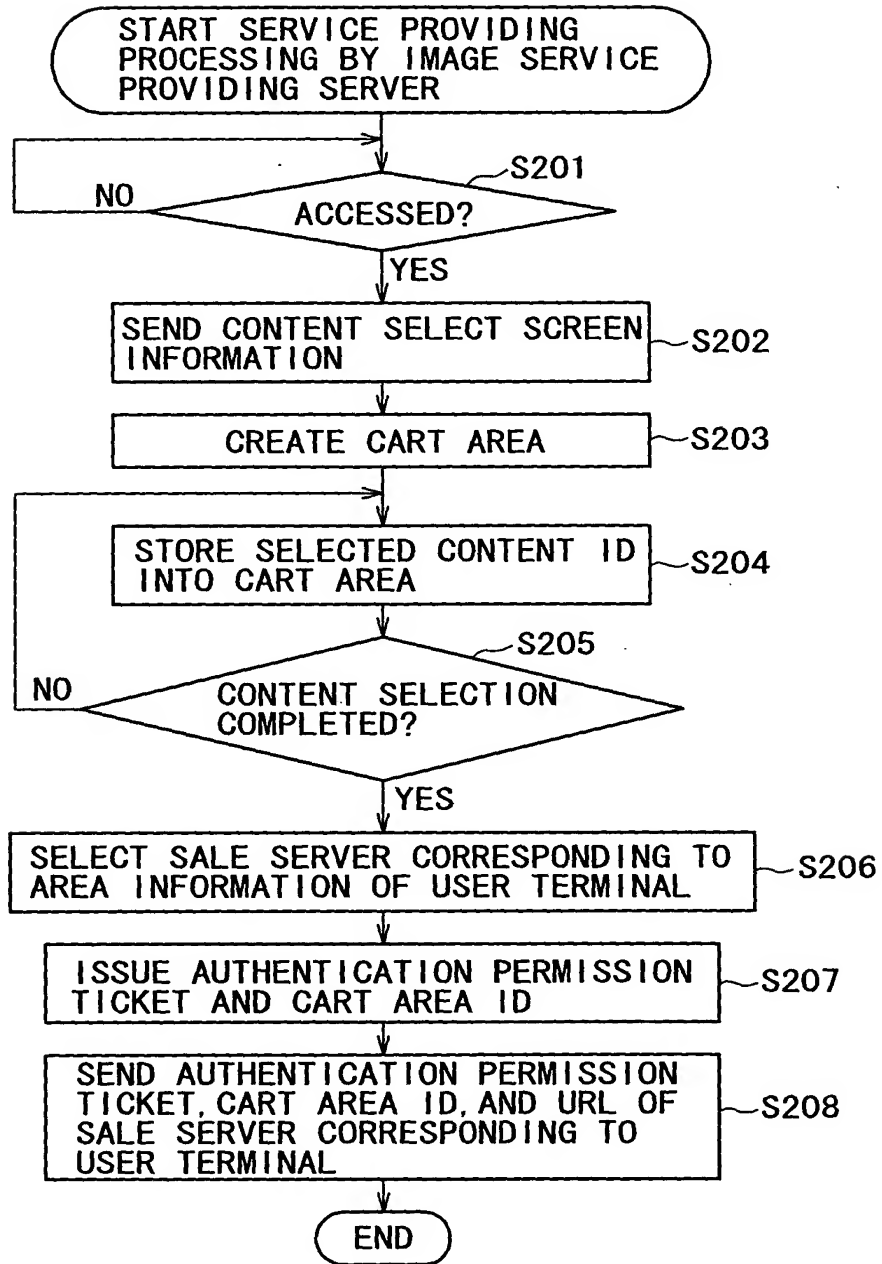 START SERVICE PROVIDING
PROCESSING BY IMAGE SERVICE
PROVIDING SERVER
S201
NO
ACCESSED?
YES
SEND CONTENT SELECT SCREEN
INFORMATION
S202
CREATE CART AREA
S203
STORE SELECTED CONTENT ID
INTO CART AREA
S204
S205
NO
CONTENT SELECTION
COMPLETED?
YES
SELECT SALE SERVER CORRESPONDING TO
AREA INFORMATION OF USER TERMINAL
S206
ISSUE AUTHENTICATION PERMISSION
TICKET AND CART AREA ID
S207
SEND AUTHENTICATION PERMISSION
TICKET, CART AREA ID, AND URL OF
SALE SERVER CORRESPONDING TO
USER TERMINAL
S208
END